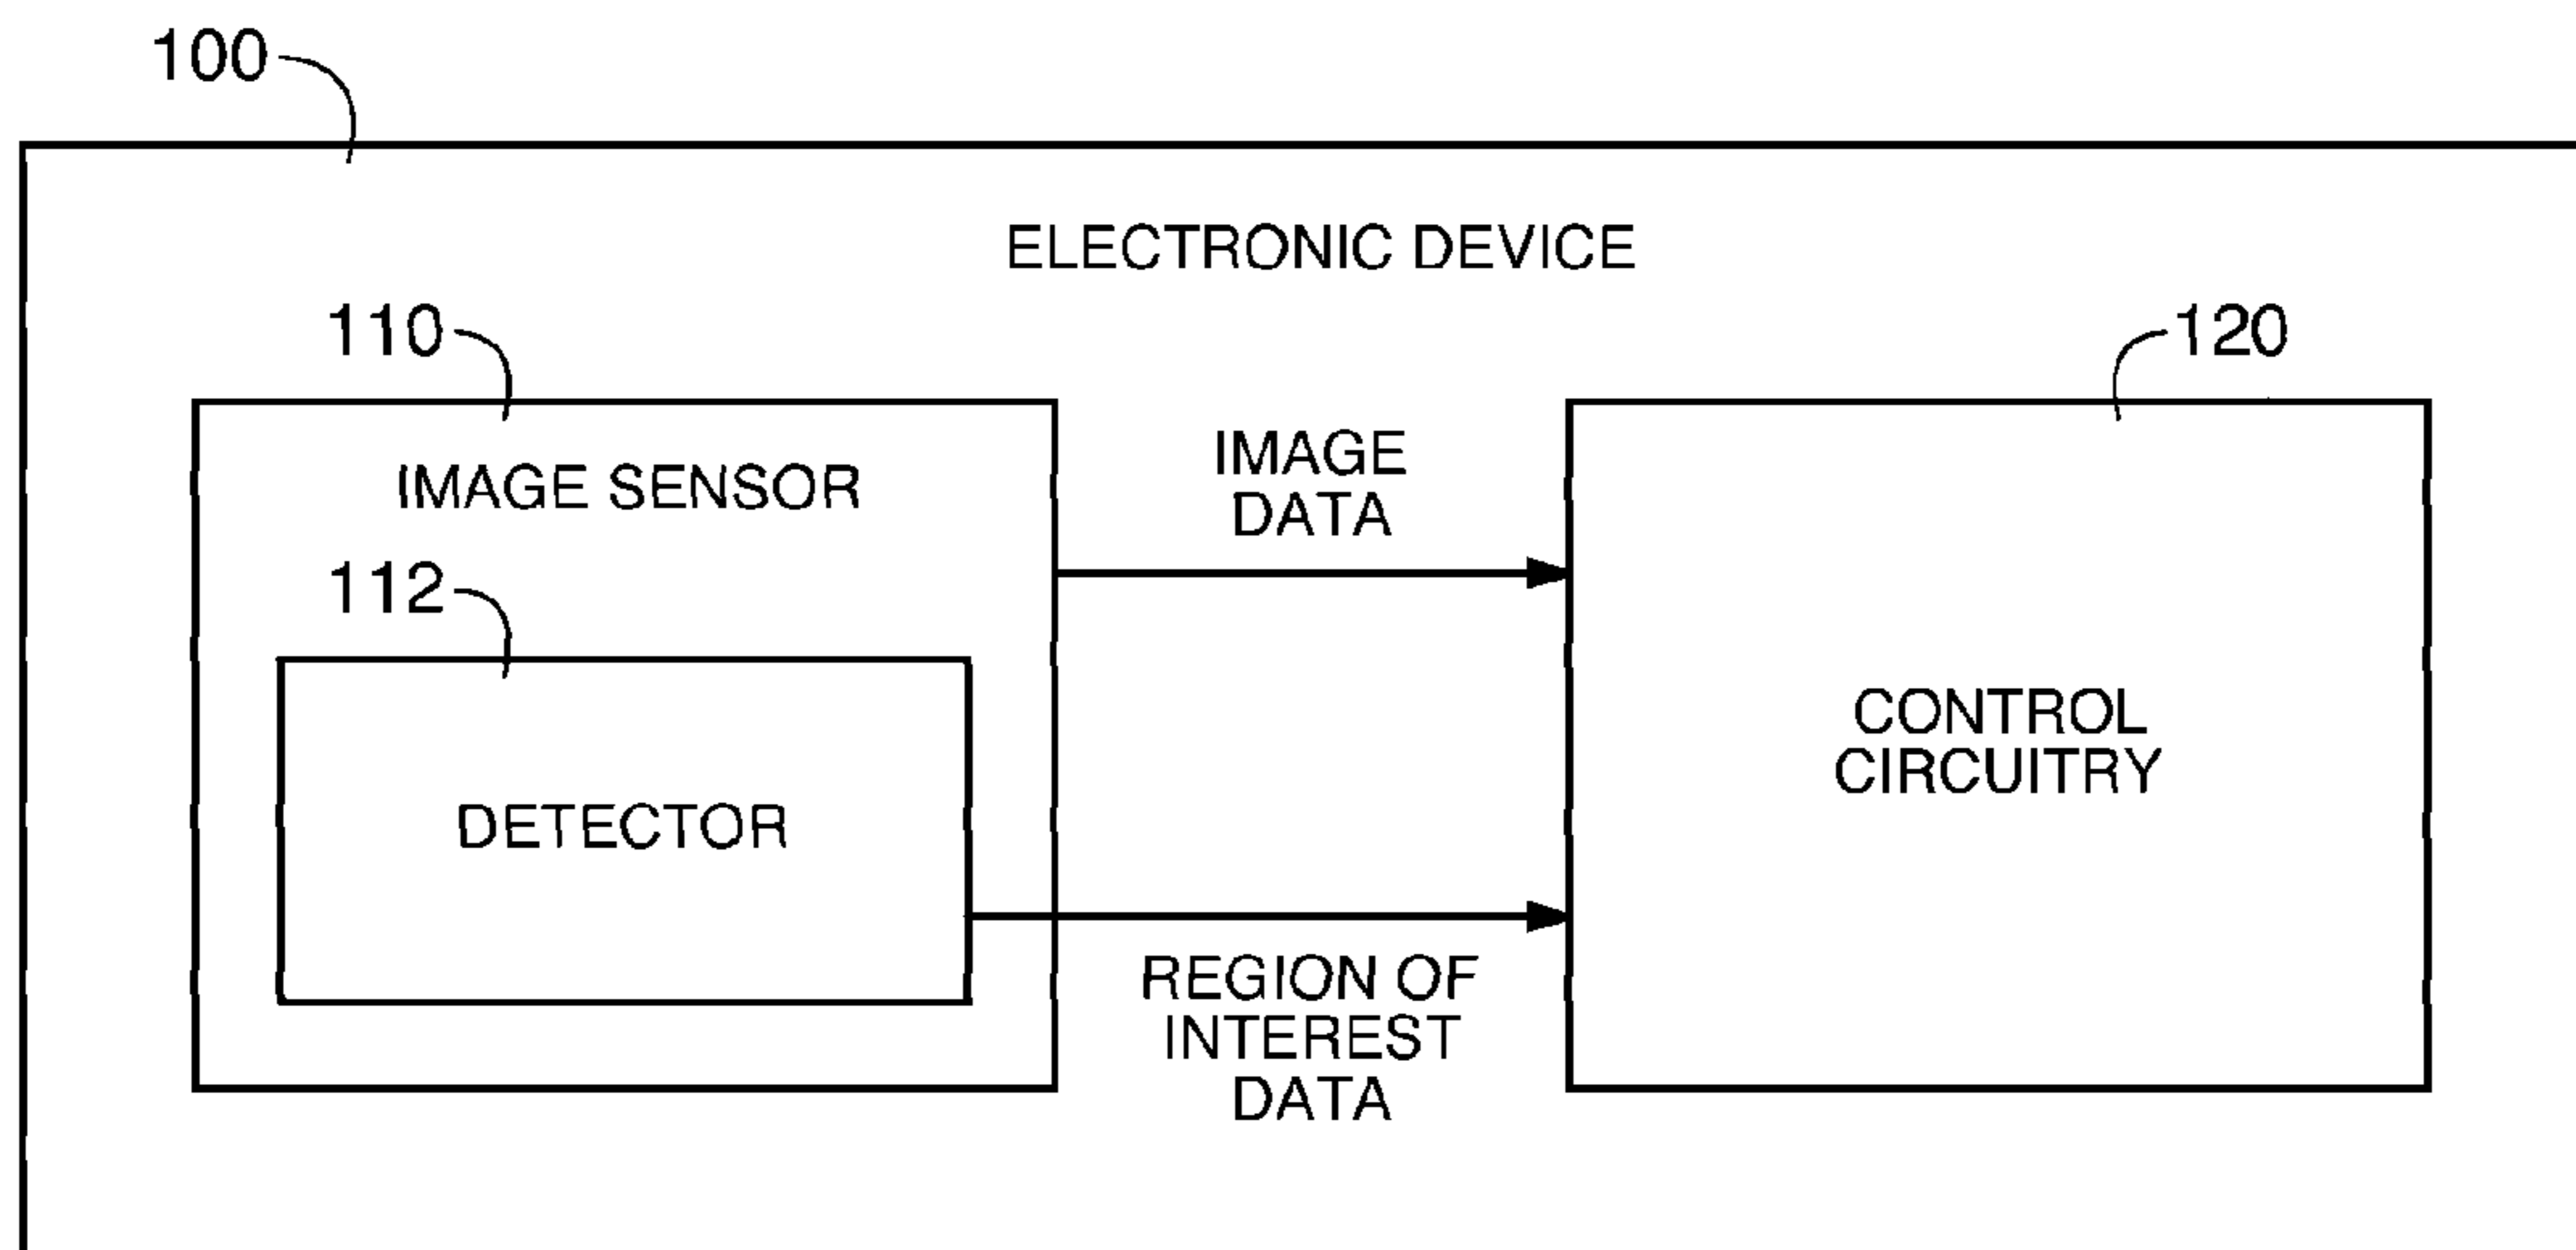 100
ELECTRONIC DEVICE
110
120
IMAGE SENSOR
IMAGE
DATA
112
DETECTOR
CONTROL
CIRCUITRY
REGION OF
INTEREST
DATA